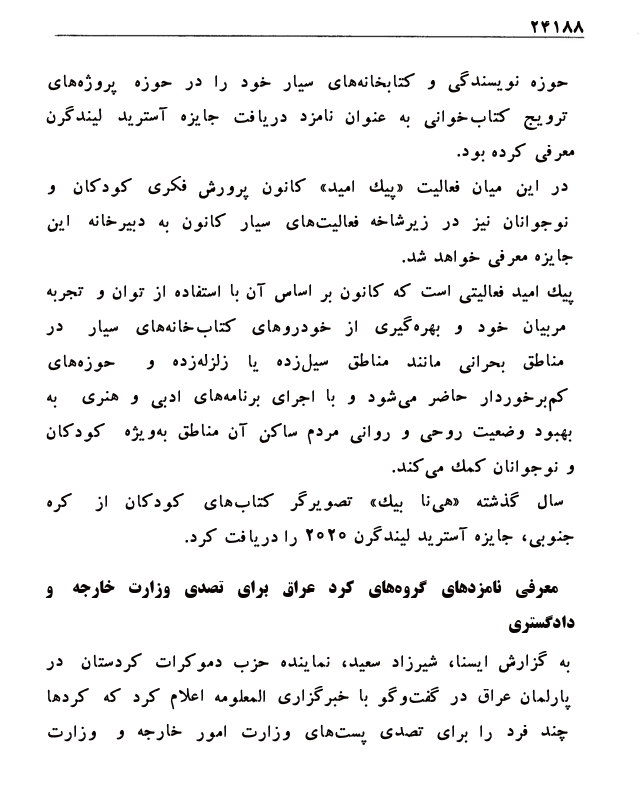 ۲۴۱۸۸
حوزه نویسندگی و کتابخانه‌های سیار خود را در حوزه پروژه‌های
ترویج کتاب‌خوانی به عنوان نامزد دریافت جایزه آسترید لیندگرن
معرفی کرده بود.
در این میان فعالیت «پیك امید» کانون پرورش فکری کودکان و
نوجوانان نیز در زیرشاخه فعالیت‌های سیار کانون به دبیرخانه این
جایزه معرفی خواهد شد.
پیك امید فعالیتی است که کانون بر اساس آن با استفاده از توان و تجربه
مربیان خود و بهره‌گیری از خودروهای کتاب‌خانه‌های سیار در
مناطق بحرانی مانند مناطق سیل‌زده یا زلزله‌زده و حوزه‌های
کم‌برخوردار حاضر می‌شود و با اجرای برنامه‌های ادبی و هنری به
بهبود وضعیت روحی و روانی مردم ساکن آن مناطق به‌ویژه کودکان
و نوجوانان کمك می‌کند.
سال گذشته «هی‌نا بیك» تصویرگر کتاب‌های کودکان از کره
جنوبی، جایزه آسترید لیندگرن ۲۰۲۰ را دریافت کرد.
معرفی نامزدهای گروه‌های کرد عراق برای تصدی وزارت خارجه و
دادگستری
به گزارش ایسنا، شیرزاد سعید، نماینده حزب دموکرات کردستان در
پارلمان عراق در گفت‌وگو با خبرگزاری المعلومه اعلام کرد که کردها
چند فرد را برای تصدی پست‌های وزارت امور خارجه و وزارت